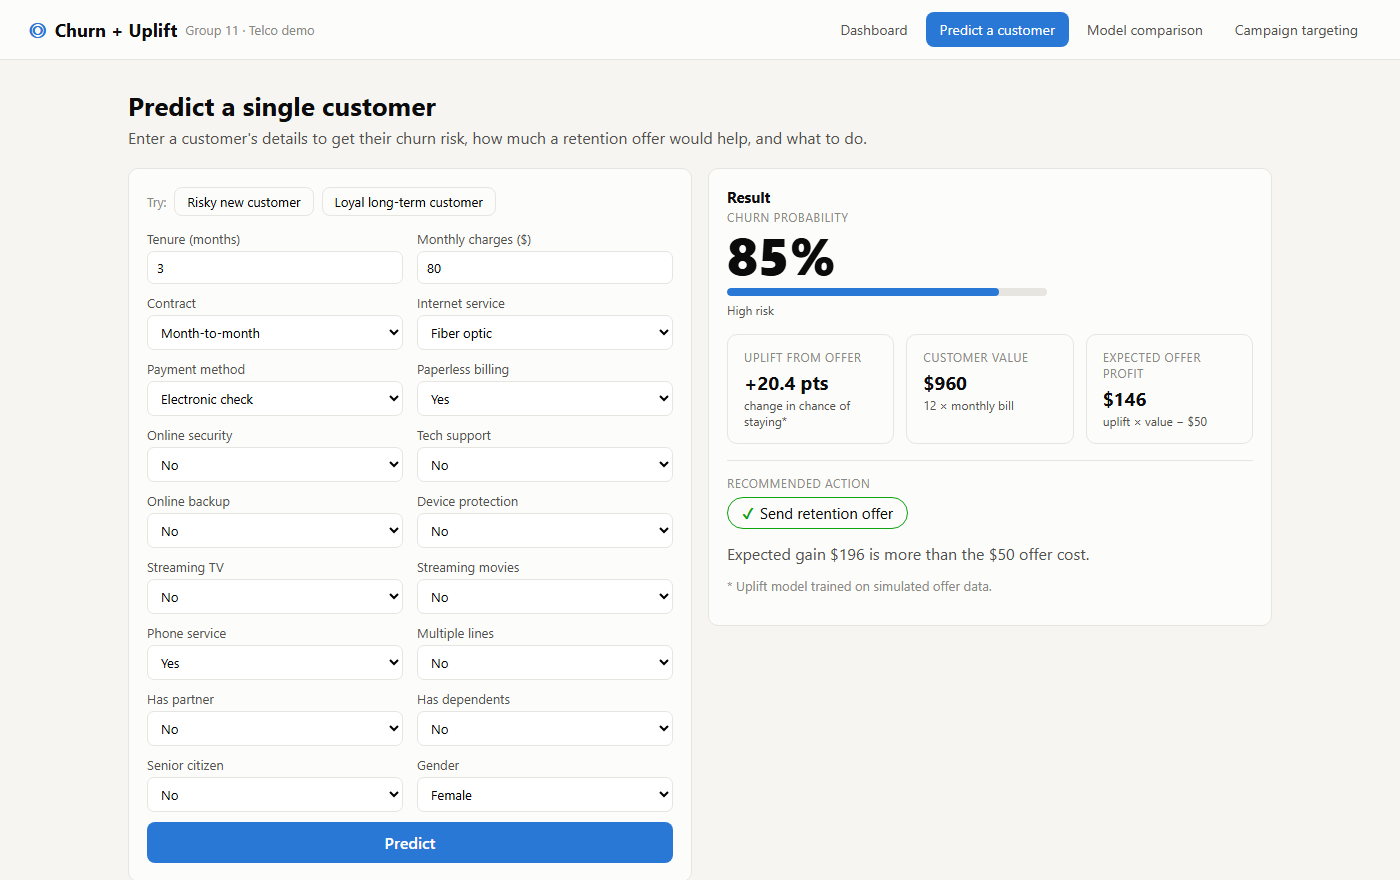 Churn + Uplift Group 11 · Telco demo
Dashboard
Predict a customer
Model comparison
Campaign targeting
Predict a single customer
Enter a customer's details to get their churn risk, how much a retention offer would help, and what to do.
Try: Risky new customer Loyal long-term customer
Tenure (months)
3
Monthly charges ($)
80
Contract
Month-to-month
Internet service
Fiber optic
Payment method
Electronic check
Paperless billing
Yes
Online security
No
Tech support
No
Online backup
No
Device protection
No
Streaming TV
No
Streaming movies
No
Phone service
Yes
Multiple lines
No
Has partner
No
Has dependents
No
Senior citizen
No
Gender
Female
Predict
Result
CHURN PROBABILITY
85%
High risk
UPLIFT FROM OFFER
+20.4 pts
change in chance of
staying*
CUSTOMER VALUE
$960
12 × monthly bill
EXPECTED OFFER
PROFIT
$146
uplift × value − $50
RECOMMENDED ACTION
✓ Send retention offer
Expected gain $196 is more than the $50 offer cost.
* Uplift model trained on simulated offer data.